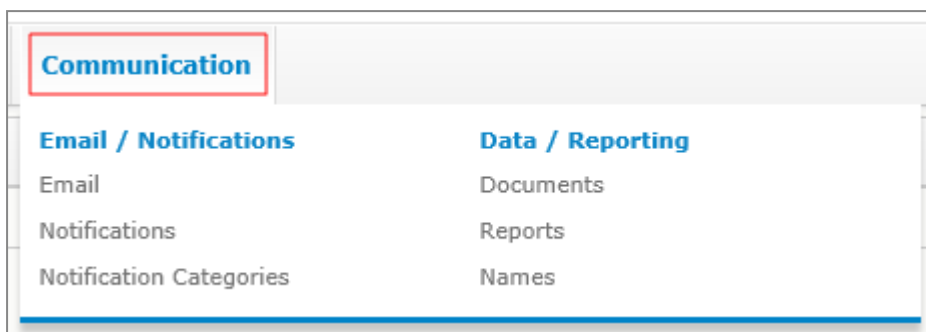 Communication
Email / Notifications
Email
Notifications
Notification Categories
Data / Reporting
Documents
Reports
Names